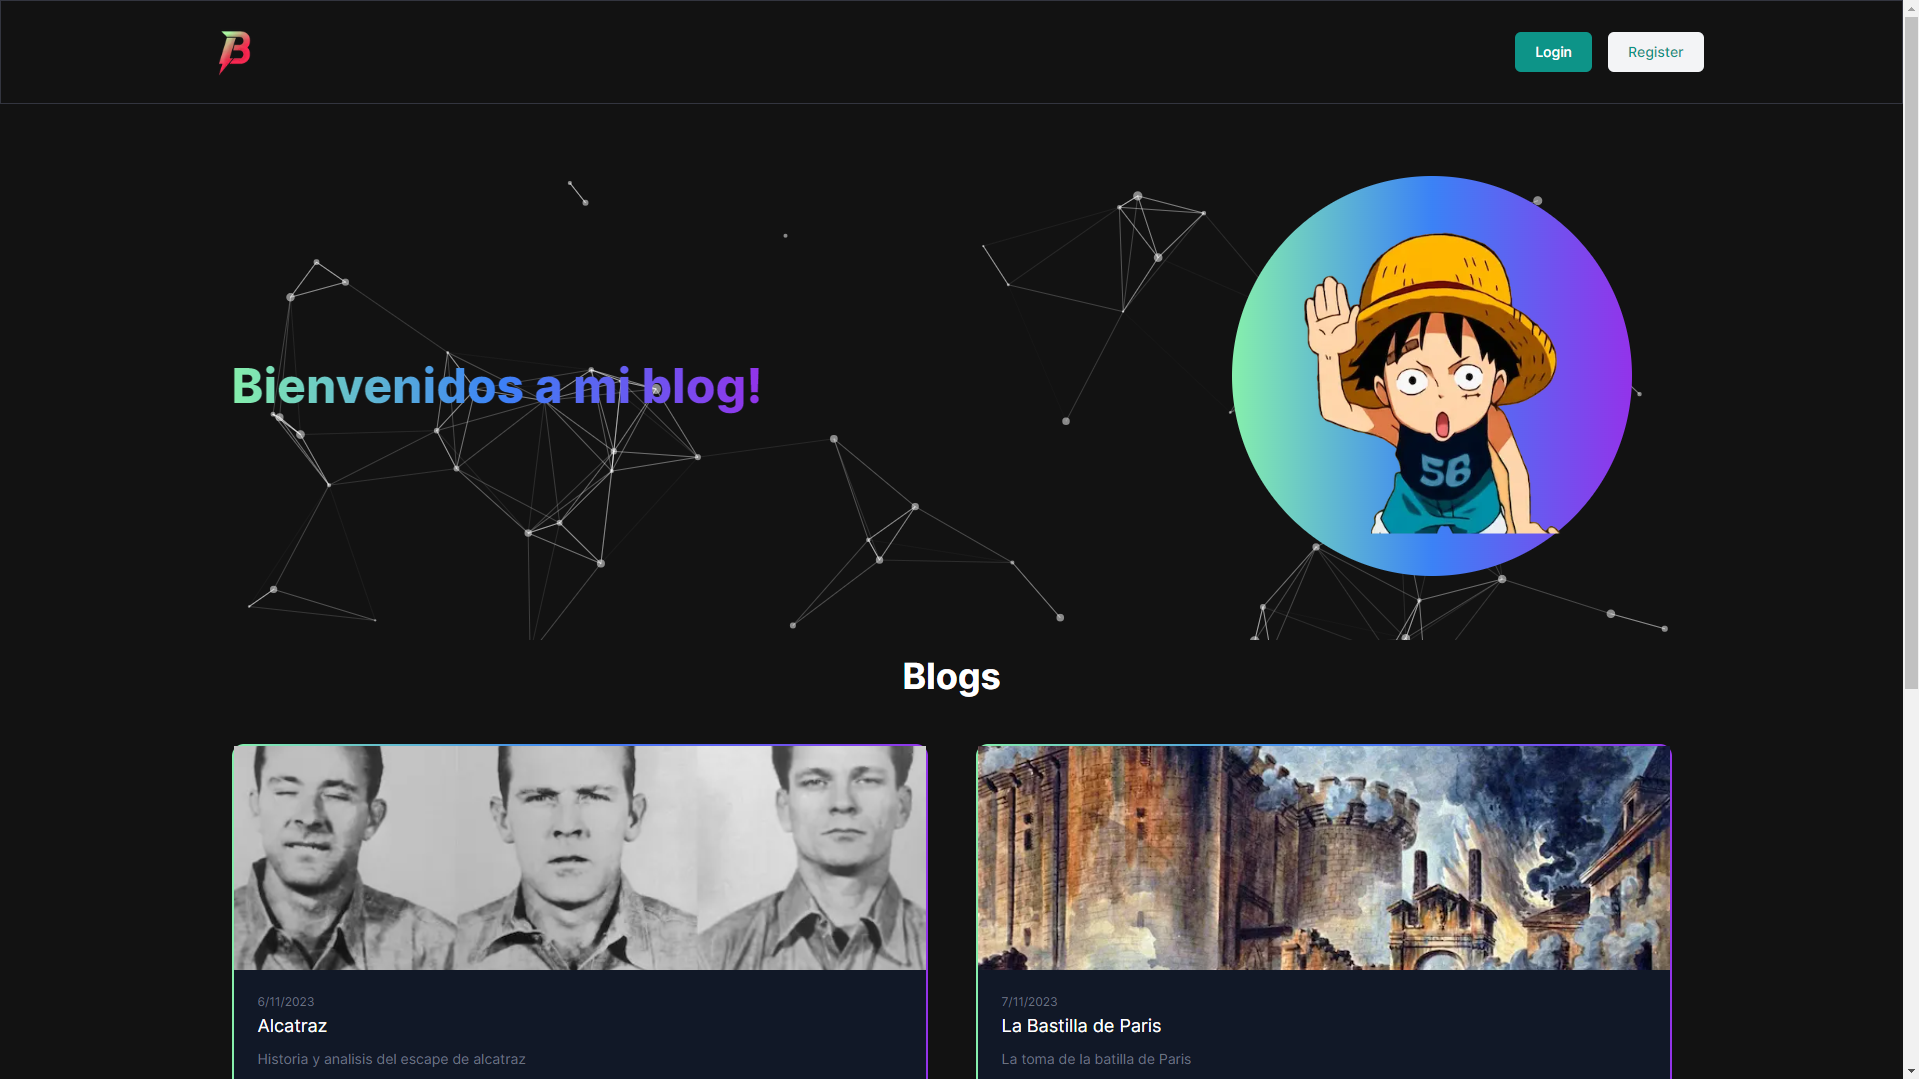 B
Login
Register
Bienvenidos a mi blog!
56
Blogs
6/11/2023
Alcatraz
Historia y analisis del escape de alcatraz
7/11/2023
La Bastilla de Paris
La toma de la batilla de Paris